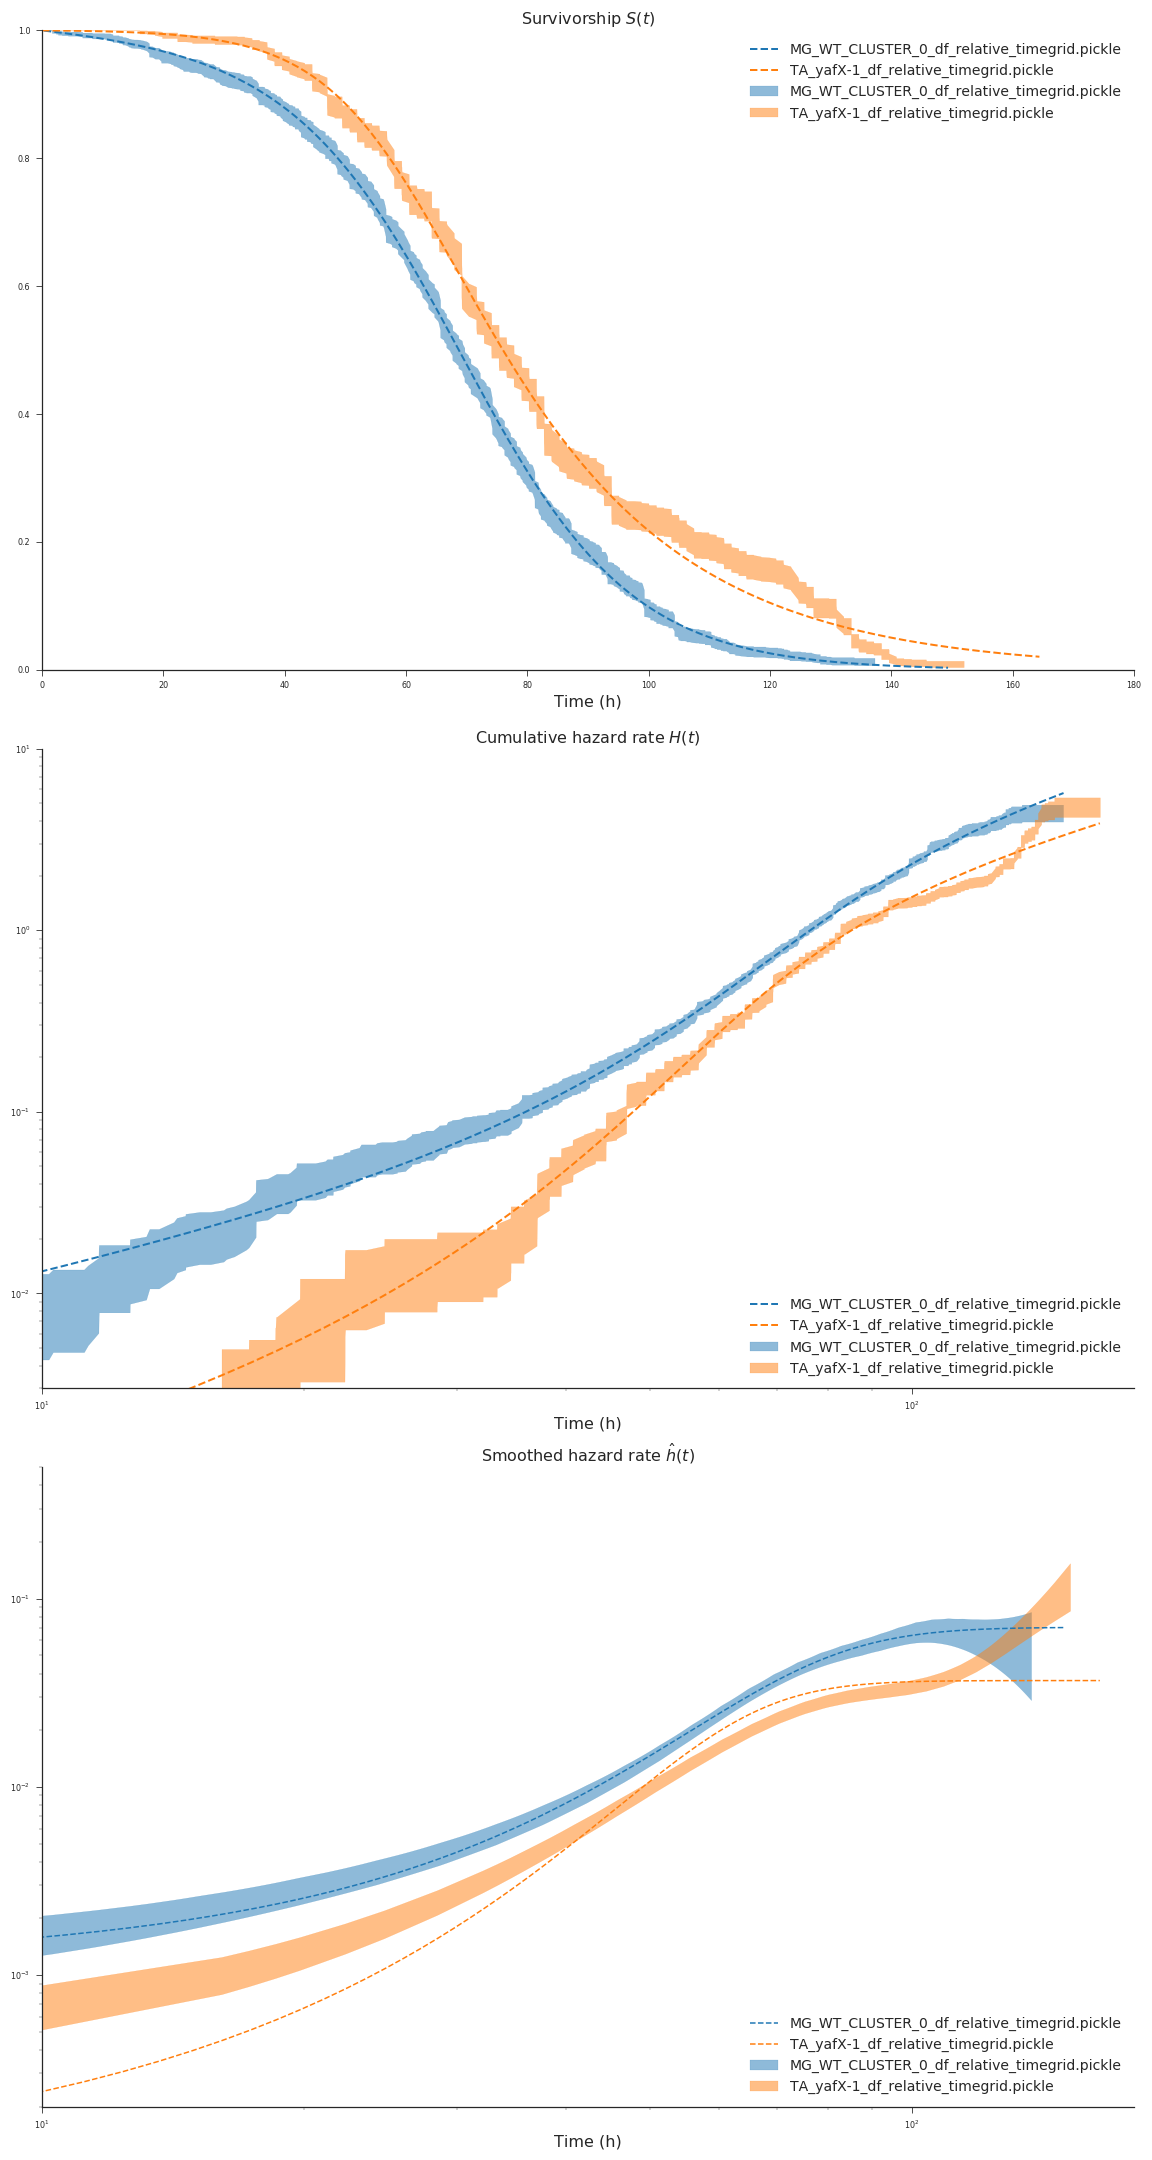 Survivorship S(t)
1.0
0.8
0.6
0.4
0.2
0.0
MG_WT_CLUSTER_0_df_relative_timegrid.pickle
TA_yafX-1_df_relative_timegrid.pickle
MG_WT_CLUSTER_0_df_relative_timegrid.pickle
TA_yafX-1_df_relative_timegrid.pickle
0 20 40 60 80 100 120 140 160 180
Time (h)
Cumulative hazard rate H(t)
10¹
10⁰
10⁻¹
10⁻²
MG_WT_CLUSTER_0_df_relative_timegrid.pickle
TA_yafX-1_df_relative_timegrid.pickle
MG_WT_CLUSTER_0_df_relative_timegrid.pickle
TA_yafX-1_df_relative_timegrid.pickle
10¹ 10²
Time (h)
Smoothed hazard rate ĥ(t)
10⁻¹
10⁻²
10⁻³
MG_WT_CLUSTER_0_df_relative_timegrid.pickle
TA_yafX-1_df_relative_timegrid.pickle
MG_WT_CLUSTER_0_df_relative_timegrid.pickle
TA_yafX-1_df_relative_timegrid.pickle
10¹ 10²
Time (h)